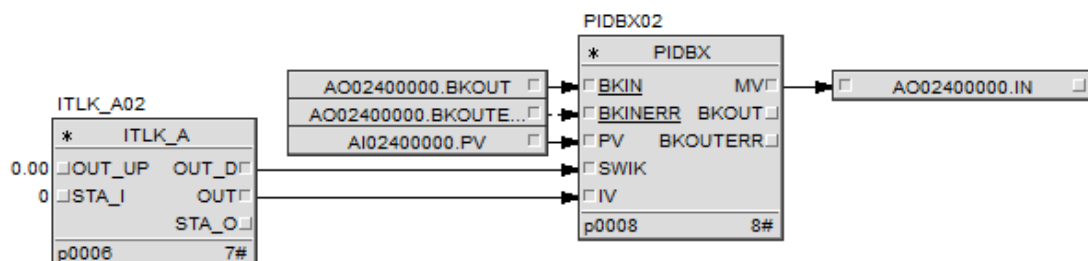 PIDBX02
* PIDBX
AO02400000.BKOUT BKIN MV AO02400000.IN
AO02400000.BKOUTE... BKINERR BKOUT
AI02400000.PV PV BKOUTERR
SWIK
IV
p0008 8#
ITLK_A02
* ITLK_A
0.00 OUT_UP OUT_D
0 STA_I OUT
STA_O
p0006 7#